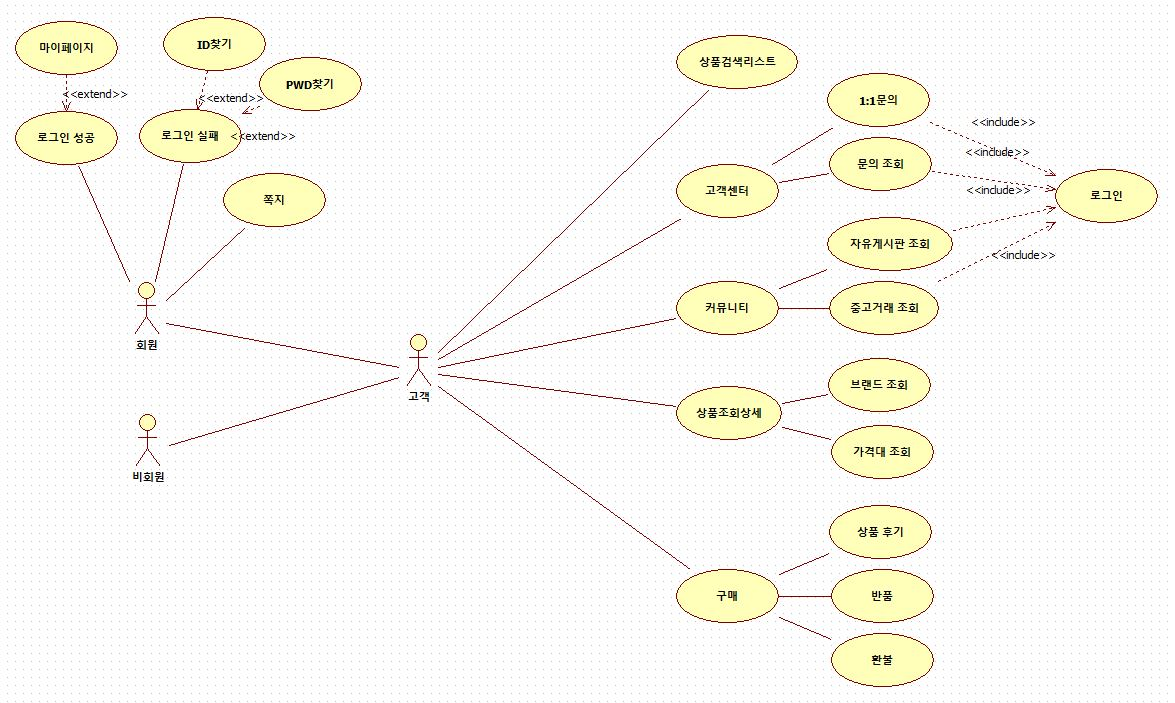 마이페이지
ID찾기
PWD찾기
<<extend>>
<<extend>>
<<extend>>
로그인 성공
로그인 실패
쪽지
회원
비회원
고객
상품검색리스트
고객센터
커뮤니티
상품조회상세
구매
1:1문의
문의 조회
자유게시판 조회
중고거래 조회
브랜드 조회
가격대 조회
상품 후기
반품
환불
<<include>>
<<include>>
<<include>>
<<include>>
로그인